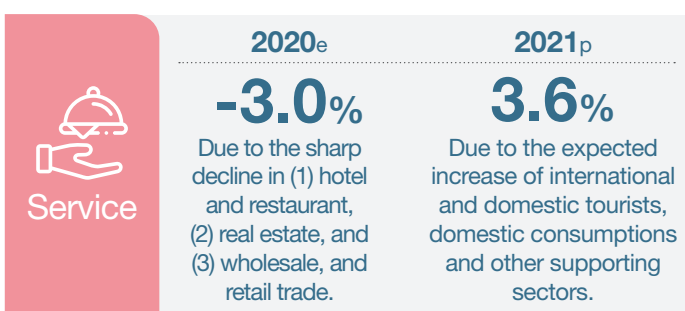 Service
2020e
-3.0%
Due to the sharp
decline in (1) hotel
and restaurant,
(2) real estate, and
(3) wholesale, and
retail trade.
2021p
3.6%
Due to the expected
increase of international
and domestic tourists,
domestic consumptions
and other supporting
sectors.